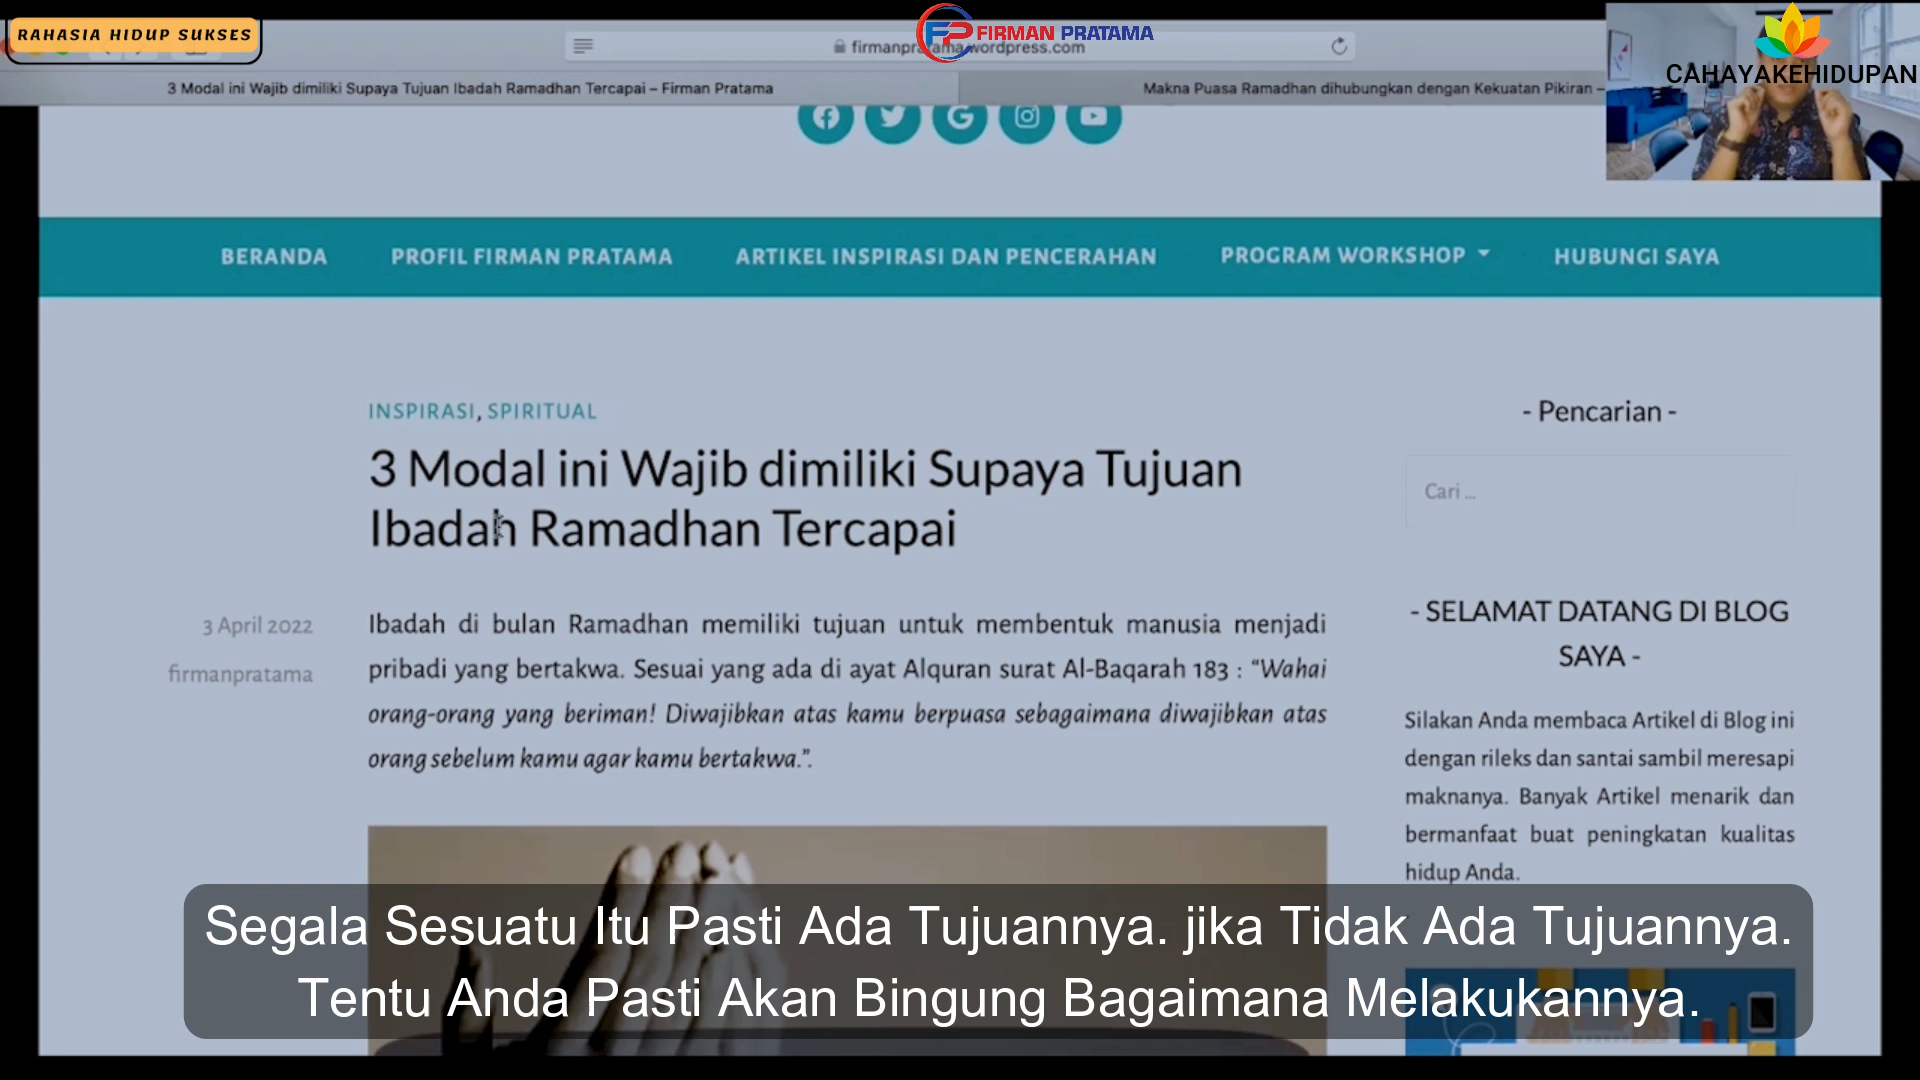 RAHASIA HIDUP SUKSES
FP FIRMAN PRATAMA
firmanpratama.wordpress.com
CAHAYAKEHIDUPAN
3 Modal ini Wajib dimiliki Supaya Tujuan Ibadah Ramadhan Tercapai – Firman Pratama
Makna Puasa Ramadhan dihubungkan dengan Kekuatan Pikiran –
BERANDA PROFIL FIRMAN PRATAMA ARTIKEL INSPIRASI DAN PENCERAHAN PROGRAM WORKSHOP HUBUNGI SAYA
INSPIRASI, SPIRITUAL
3 Modal ini Wajib dimiliki Supaya Tujuan
Ibadah Ramadhan Tercapai
3 April 2022
firmanpratama
Ibadah di bulan Ramadhan memiliki tujuan untuk membentuk manusia menjadi
pribadi yang bertakwa. Sesuai yang ada di ayat Alquran surat Al-Baqarah 183 : “Wahai
orang-orang yang beriman! Diwajibkan atas kamu berpuasa sebagaimana diwajibkan atas
orang sebelum kamu agar kamu bertakwa.”.
- Pencarian -
Cari ...
- SELAMAT DATANG DI BLOG
SAYA -
Silakan Anda membaca Artikel di Blog ini
dengan rileks dan santai sambil meresapi
maknanya. Banyak Artikel menarik dan
bermanfaat buat peningkatan kualitas
hidup Anda.
Segala Sesuatu Itu Pasti Ada Tujuannya. jika Tidak Ada Tujuannya.
Tentu Anda Pasti Akan Bingung Bagaimana Melakukannya.